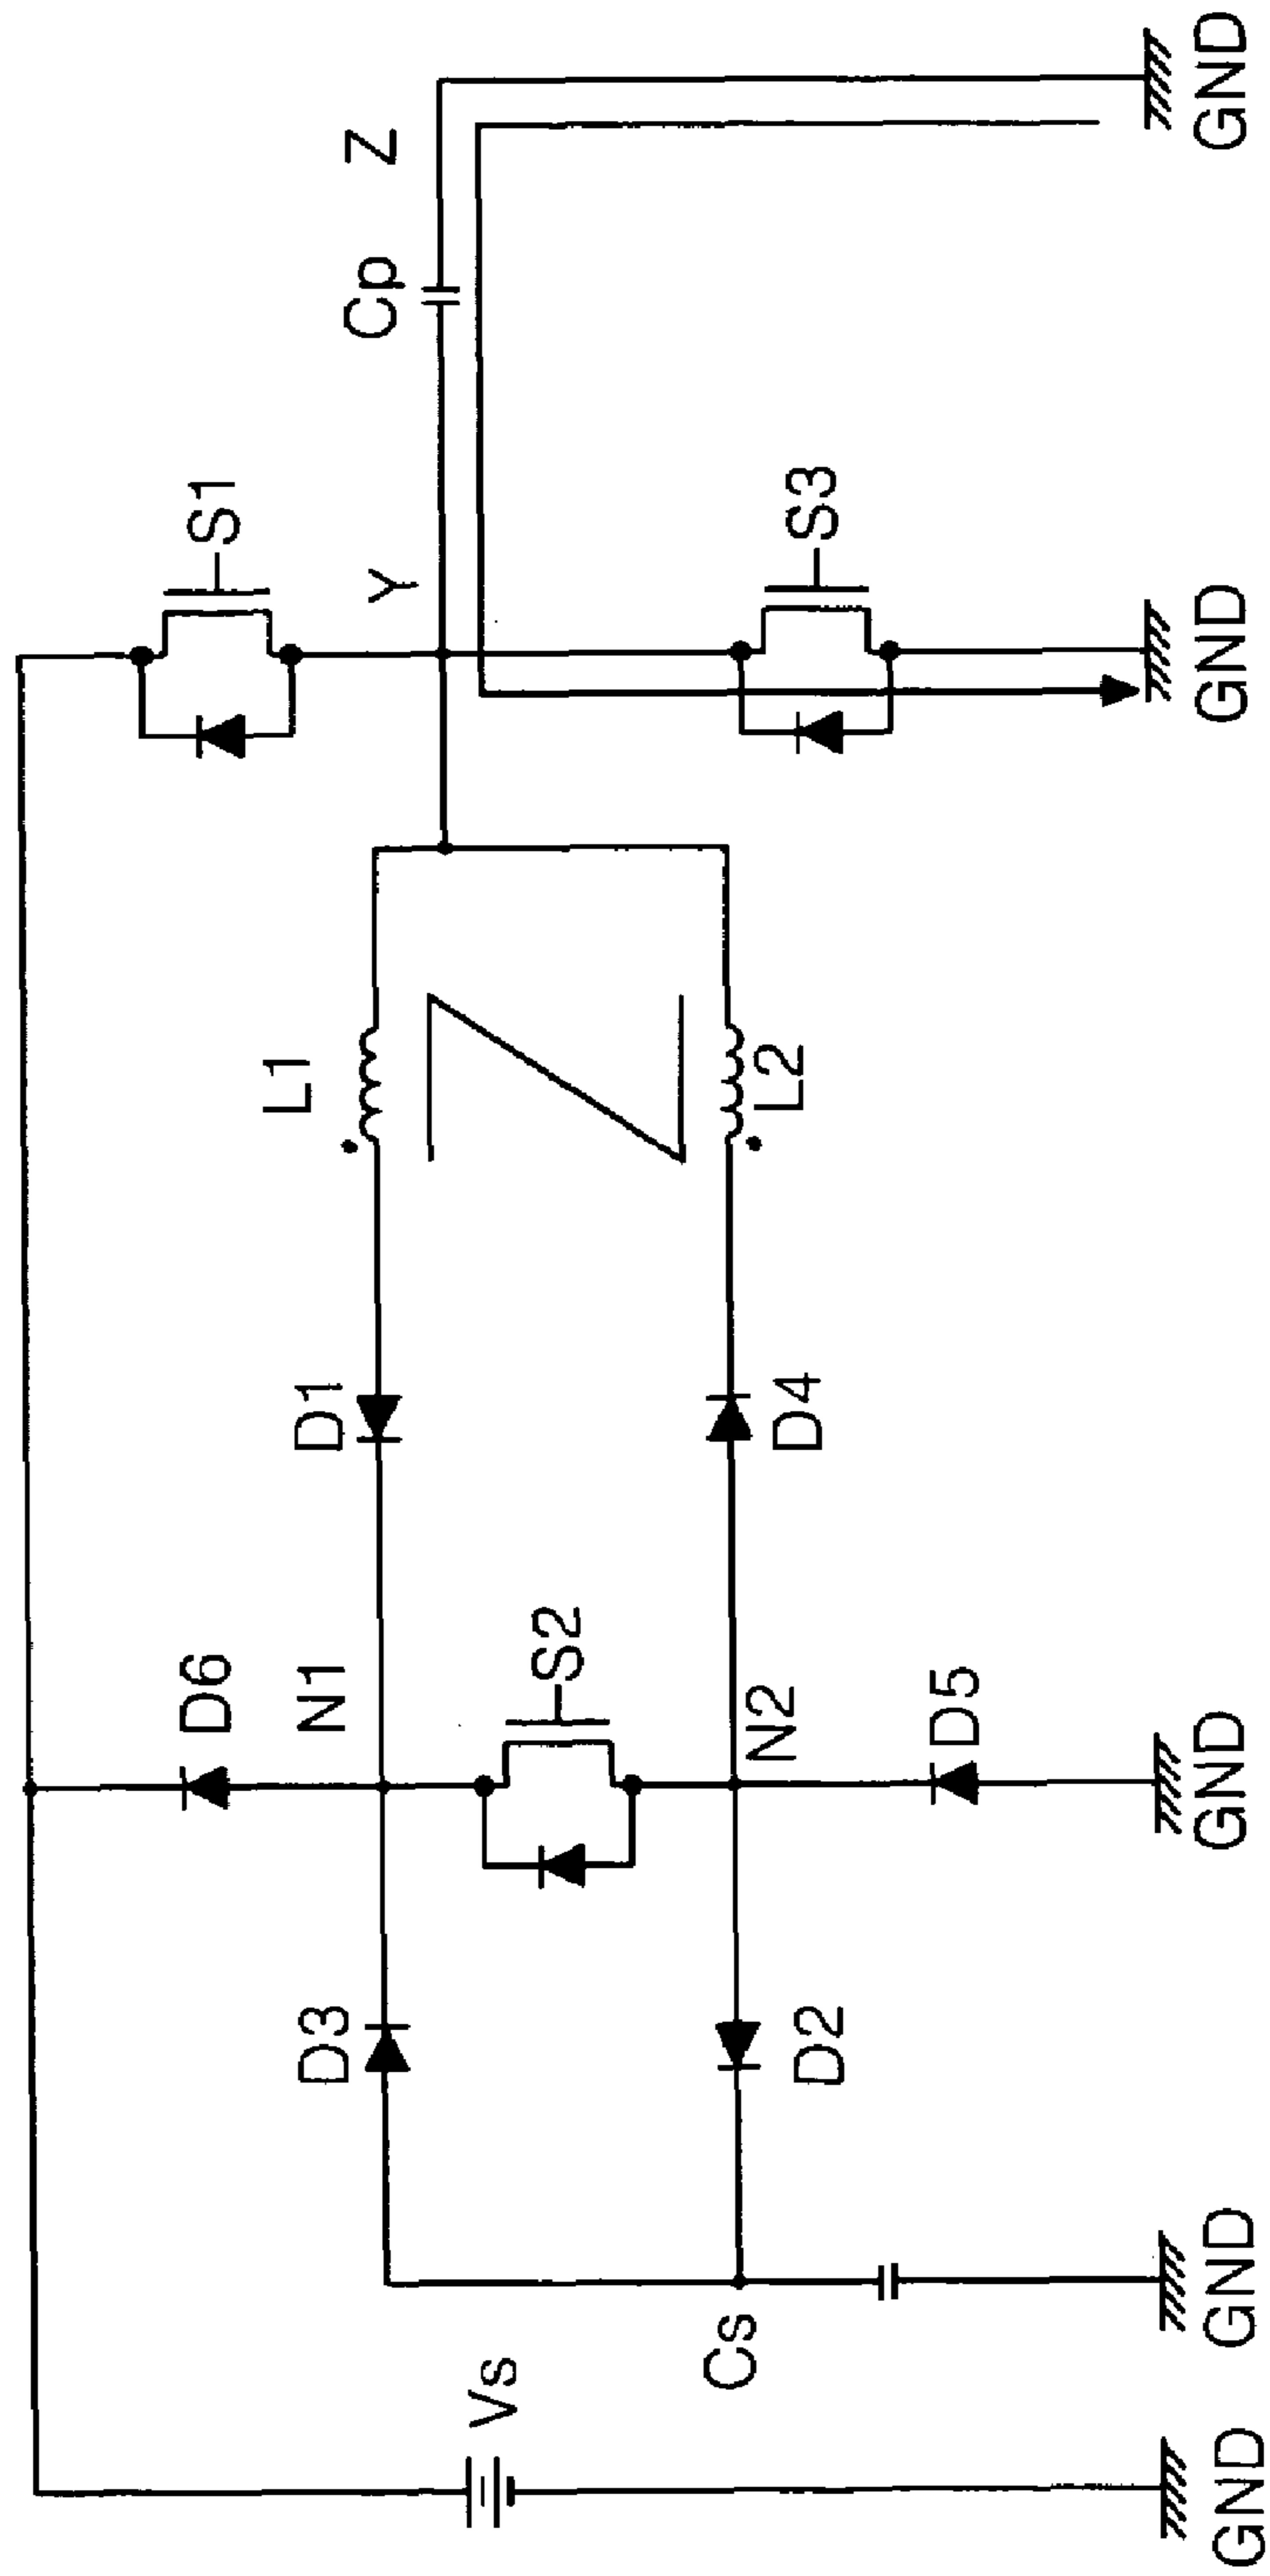 D6
S1
N1
D3
D1
L1
Y
Cp
Z
Vs
S2
Cs
D2
N2
D4
L2
S3
D5
GND
GND
GND
GND
GND